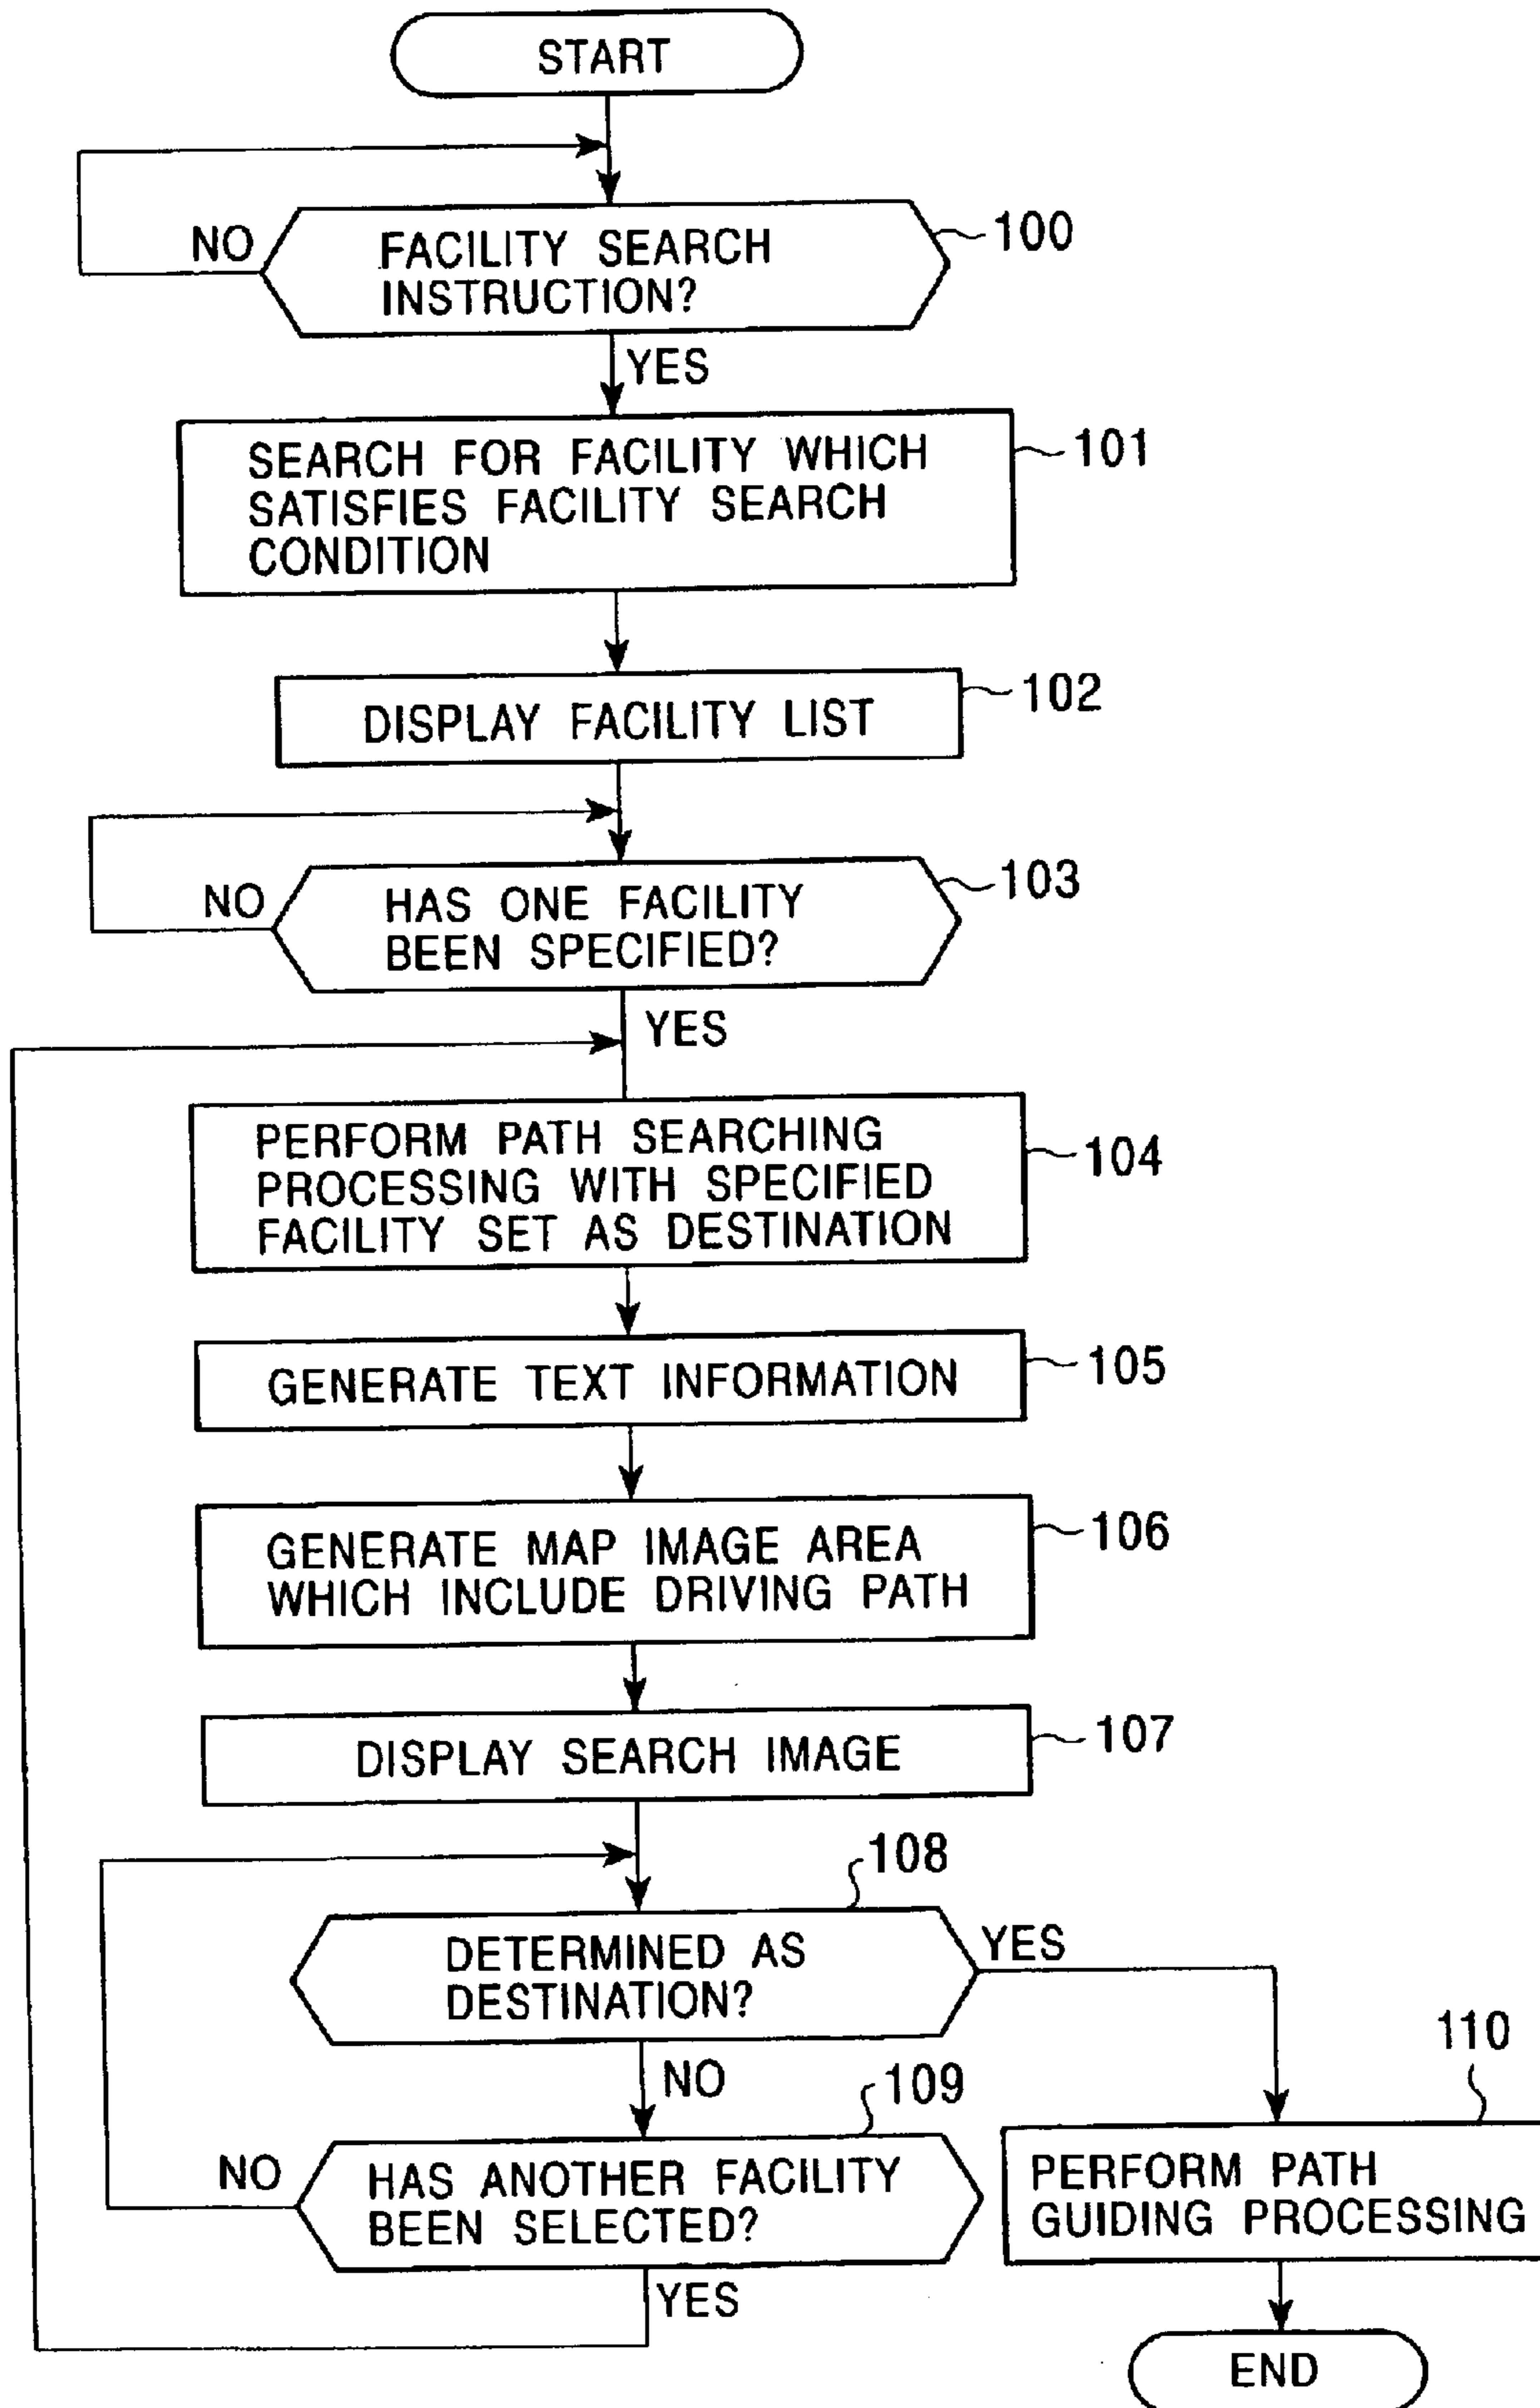 START
NO
FACILITY SEARCH
INSTRUCTION?
100
YES
SEARCH FOR FACILITY WHICH
SATISFIES FACILITY SEARCH
CONDITION
101
DISPLAY FACILITY LIST
102
NO
HAS ONE FACILITY
BEEN SPECIFIED?
103
YES
PERFORM PATH SEARCHING
PROCESSING WITH SPECIFIED
FACILITY SET AS DESTINATION
104
GENERATE TEXT INFORMATION
105
GENERATE MAP IMAGE AREA
WHICH INCLUDE DRIVING PATH
106
DISPLAY SEARCH IMAGE
107
108
DETERMINED AS
DESTINATION?
YES
NO
109
NO
HAS ANOTHER FACILITY
BEEN SELECTED?
YES
110
PERFORM PATH
GUIDING PROCESSING
END